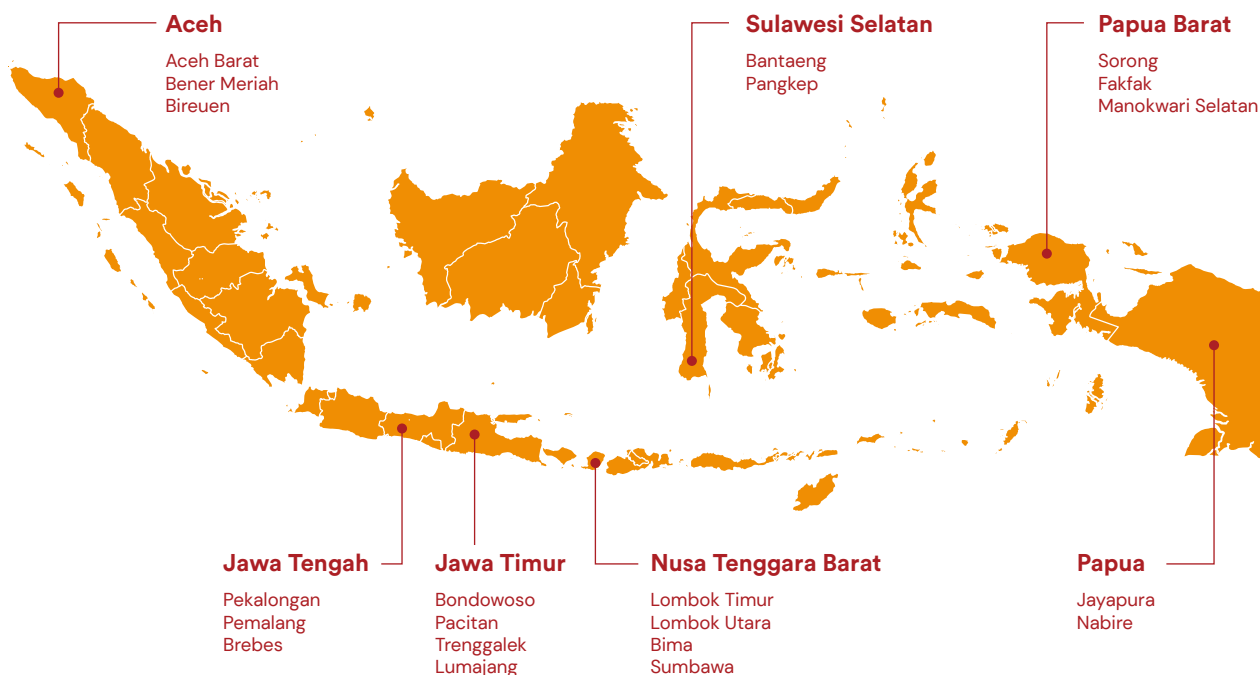 Aceh
Aceh Barat
Bener Meriah
Bireuen
Sulawesi Selatan
Bantaeng
Pangkep
Papua Barat
Sorong
Fakfak
Manokwari Selatan
Jawa Tengah
Pekalongan
Pemalang
Brebes
Jawa Timur
Bondowoso
Pacitan
Trenggalek
Lumajang
Nusa Tenggara Barat
Lombok Timur
Lombok Utara
Bima
Sumbawa
Papua
Jayapura
Nabire